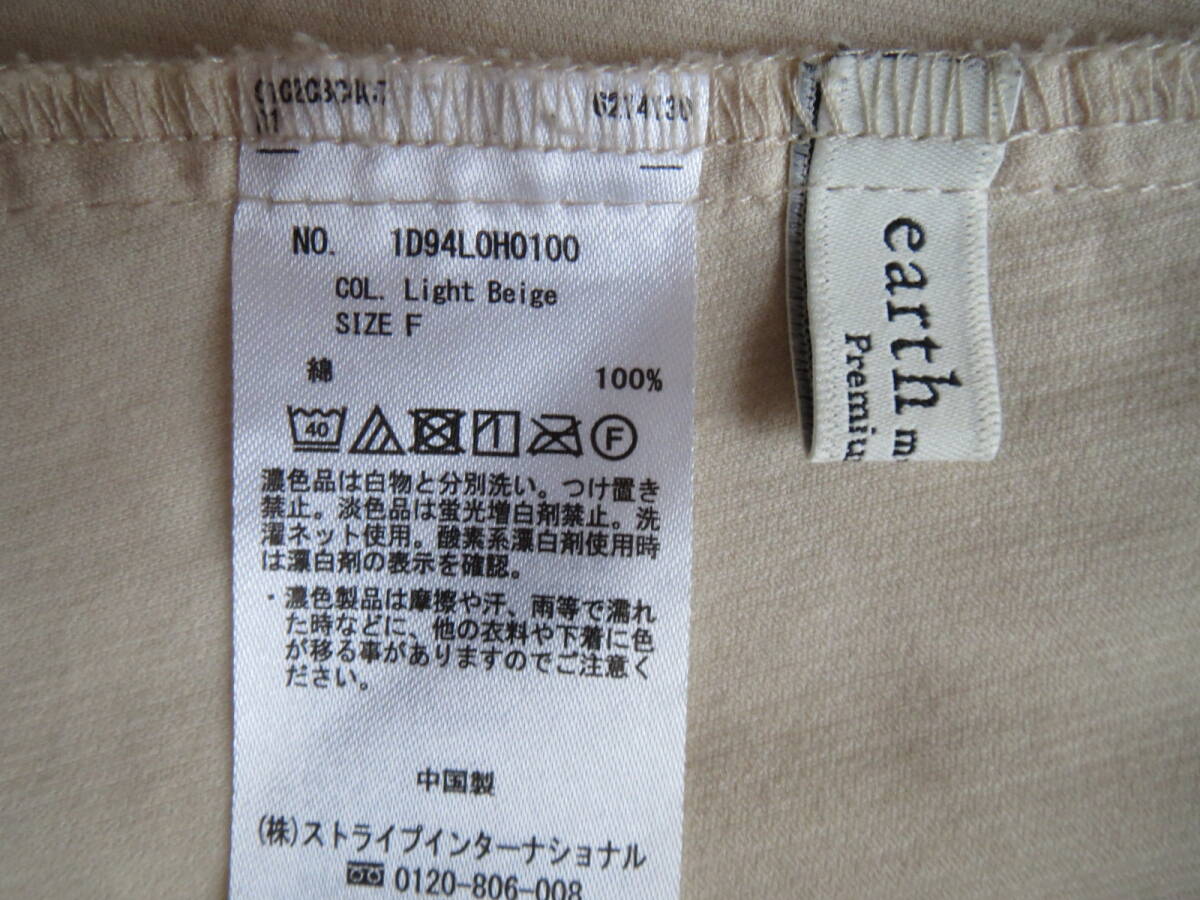 NO. 1D94L0H0100
COL. Light Beige
SIZE F
綿 100%
40
F
濃色品は白物と分別洗い。つけ置き
禁止。淡色品は蛍光増白剤禁止。洗
濯ネット使用。酸素系漂白剤使用時
は漂白剤の表示を確認。
・濃色製品は摩擦や汗、雨等で濡れ
た時などに、他の衣料や下着に色
が移る事がありますのでご注意く
ださい。
中国製
(株)ストライプインターナショナル
0120-806-008
earth